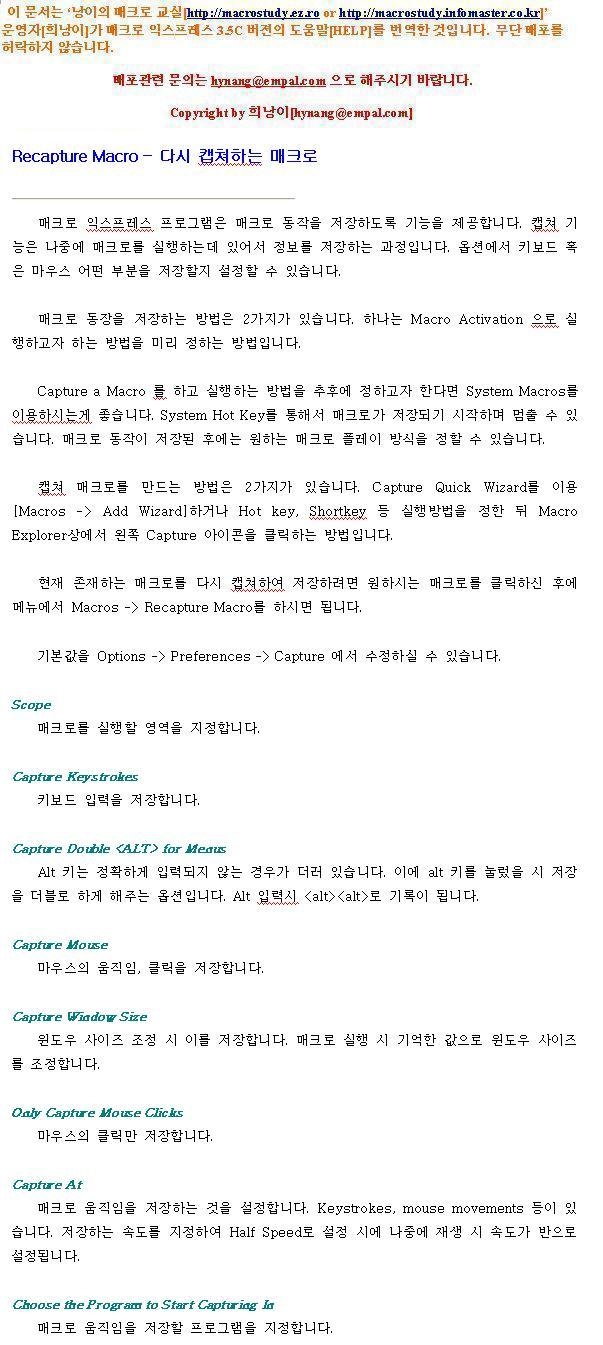 이 문서는 '낭이의 매크로 교실[http://macrostudy.ez.ro or http://macrostudy.infomaster.co.kr]'
운영자[희낭이]가 매크로 익스프레스 3.5C 버젼의 도움말[HELP]를 번역한 것입니다. 무단 배포를
허락하지 않습니다.
배포관련 문의는 hynang@empal.com 으로 해주시기 바랍니다.
Copyright by 희낭이[hynang@empal.com]
Recapture Macro - 다시 캡쳐하는 매크로
매크로 익스프레스 프로그램은 매크로 동작을 저장하도록 기능을 제공합니다. 캡쳐 기
능은 나중에 매크로를 실행하는데 있어서 정보를 저장하는 과정입니다. 옵션에서 키보드 혹
은 마우스 어떤 부분을 저장할지 설정할 수 있습니다.
매크로 동장을 저장하는 방법은 2가지가 있습니다. 하나는 Macro Activation 으로 실
행하고자 하는 방법을 미리 정하는 방법입니다.
Capture a Macro 를 하고 실행하는 방법을 추후에 정하고자 한다면 System Macros를
이용하시는게 좋습니다. System Hot Key를 통해서 매크로가 저장되기 시작하며 멈출 수 있
습니다. 매크로 동작이 저장된 후에는 원하는 매크로 플레이 방식을 정할 수 있습니다.
캡쳐 매크로를 만드는 방법은 2가지가 있습니다. Capture Quick Wizard를 이용
[Macros -> Add Wizard]하거나 Hot key, Shortkey 등 실행방법을 정한 뒤 Macro
Explorer상에서 왼쪽 Capture 아이콘을 클릭하는 방법입니다.
현재 존재하는 매크로를 다시 캡쳐하여 저장하려면 원하시는 매크로를 클릭하신 후에
메뉴에서 Macros -> Recapture Macro를 하시면 됩니다.
기본값을 Options -> Preferences -> Capture 에서 수정하실 수 있습니다.
Scope
매크로를 실행할 영역을 지정합니다.
Capture Keystrokes
키보드 입력을 저장합니다.
Capture Double <ALT> for Menus
Alt 키는 정확하게 입력되지 않는 경우가 더러 있습니다. 이에 alt 키를 눌렀을 시 저장
을 더블로 하게 해주는 옵션입니다. Alt 입력시 <alt><alt>로 기록이 됩니다.
Capture Mouse
마우스의 움직임, 클릭을 저장합니다.
Capture Window Size
윈도우 사이즈 조정 시 이를 저장합니다. 매크로 실행 시 기억한 값으로 윈도우 사이즈
를 조정합니다.
Only Capture Mouse Clicks
마우스의 클릭만 저장합니다.
Capture At
매크로 움직임을 저장하는 것을 설정합니다. Keystrokes, mouse movements 등이 있
습니다. 저장하는 속도를 지정하여 Half Speed로 설정 시에 나중에 재생 시 속도가 반으로
설정됩니다.
Choose the Program to Start Capturing In
매크로 움직임을 저장할 프로그램을 지정합니다.